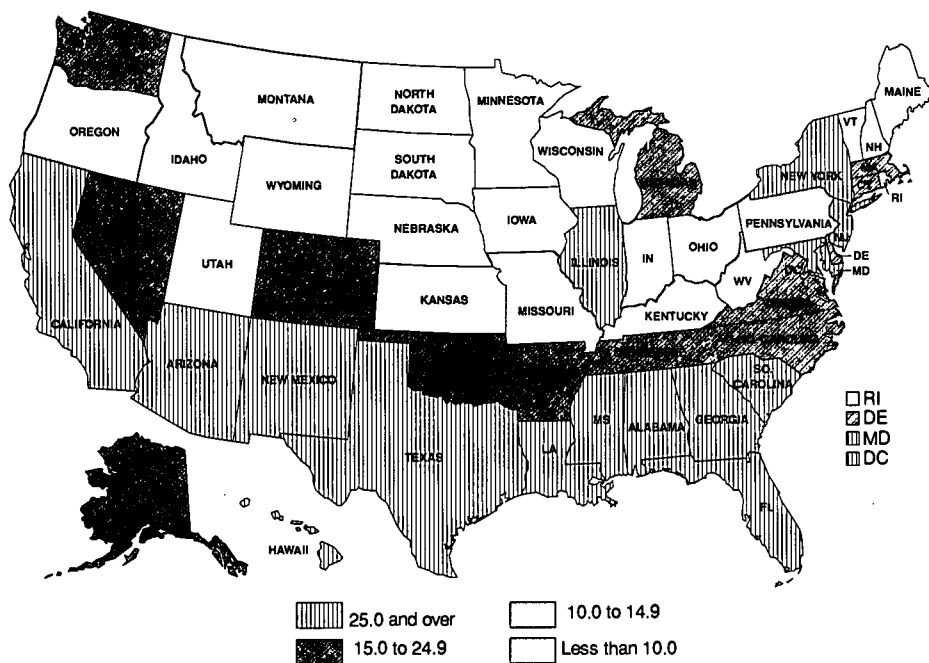 MONTANA
NORTH
DAKOTA
MINNESOTA
MAINE
OREGON
IDAHO
WISCONSIN
VT
NH
SOUTH
DAKOTA
WYOMING
NEW YORK
RI
IOWA
NEBRASKA
PENNSYLVANIA
NJ
UTAH
ILLINOIS
IN
OHIO
DE
MD
WV
KANSAS
MISSOURI
KENTUCKY
CALIFORNIA
ARIZONA
NEW MEXICO
SO.
CAROLINA
RI
DE
MD
DC
MS
ALABAMA
GEORGIA
TEXAS
LA
FL
HAWAII
25.0 and over
10.0 to 14.9
15.0 to 24.9
Less than 10.0